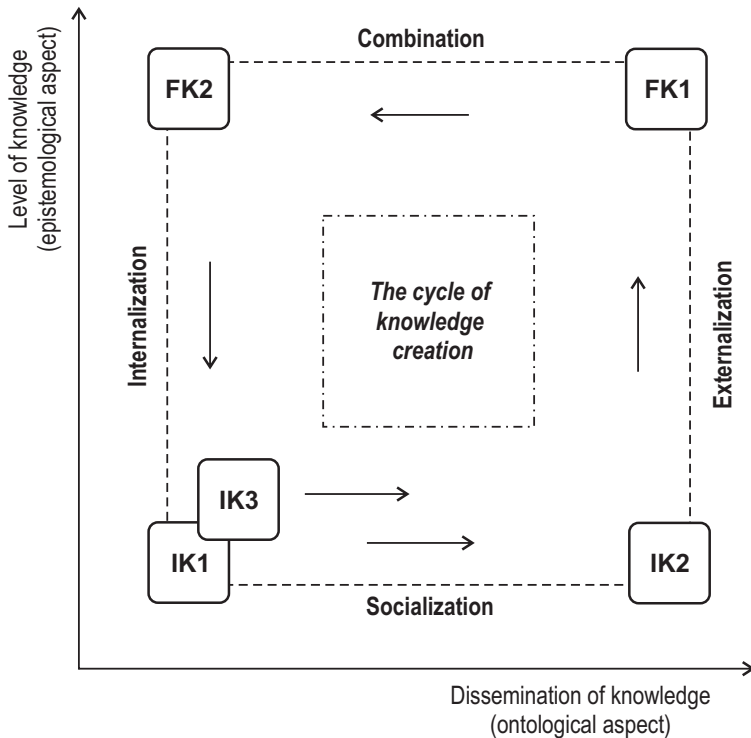 Combination
FK2
FK1
Level of knowledge
(epistemological aspect)
Internalization
The cycle of
knowledge
creation
Externalization
IK3
IK1
IK2
Socialization
Dissemination of knowledge
(ontological aspect)